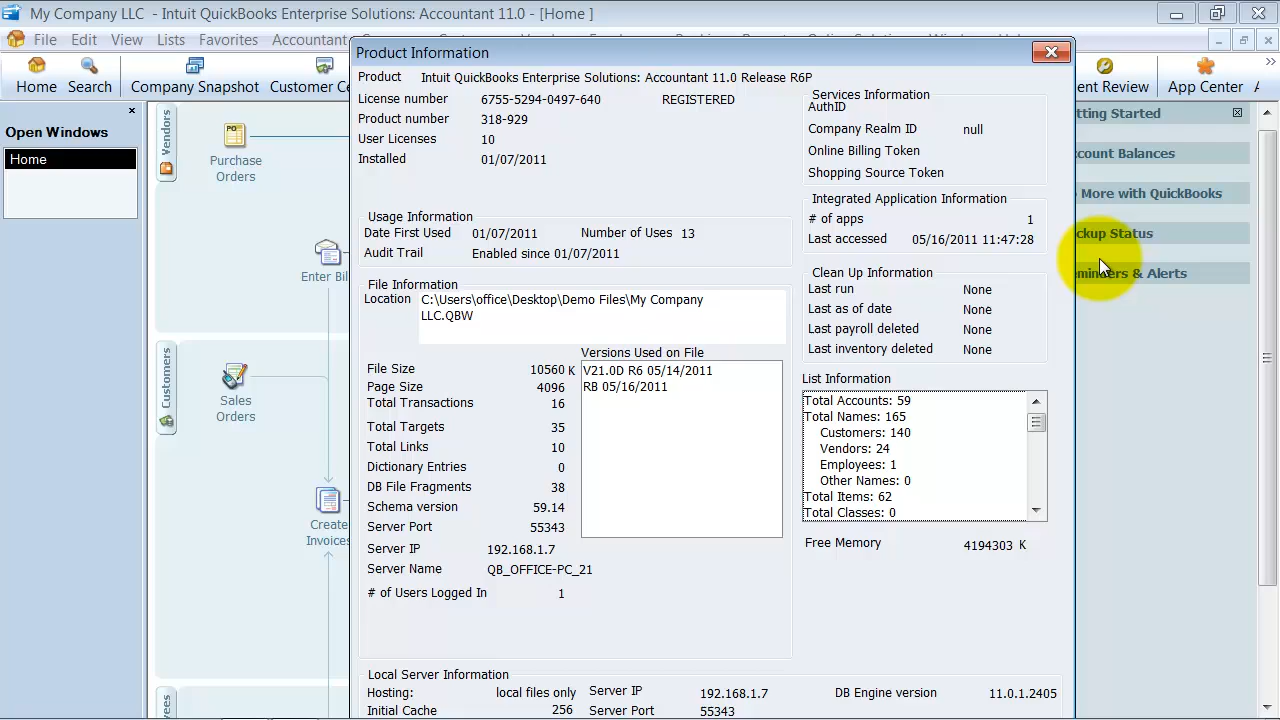 My Company LLC - Intuit QuickBooks Enterprise Solutions: Accountant 11.0 - [Home ]
File Edit View Lists Favorites Accountant
Home Search Company Snapshot Customer Ce
ent Review App Center
Product Information
Product Intuit QuickBooks Enterprise Solutions: Accountant 11.0 Release R6P
License number 6755-5294-0497-640 REGISTERED
Product number 318-929
User Licenses 10
Installed 01/07/2011
Services Information
AuthID
Company Realm ID null
Online Billing Token
Shopping Source Token
Usage Information
Date First Used 01/07/2011 Number of Uses 13
Audit Trail Enabled since 01/07/2011
Integrated Application Information
# of apps 1
Last accessed 05/16/2011 11:47:28
Clean Up Information
Last run None
Last as of date None
Last payroll deleted None
Last inventory deleted None
File Information
Location C:\Users\office\Desktop\Demo Files\My Company
LLC.QBW
File Size 10560 K
Page Size 4096
Total Transactions 16
Total Targets 35
Total Links 10
Dictionary Entries 0
DB File Fragments 38
Schema version 59.14
Server Port 55343
Server IP 192.168.1.7
Server Name QB_OFFICE-PC_21
# of Users Logged In 1
Versions Used on File
V21.0D R6 05/14/2011
R8 05/16/2011
List Information
Total Accounts: 59
Total Names: 165
Customers: 140
Vendors: 24
Employees: 1
Other Names: 0
Total Items: 62
Total Classes: 0
Free Memory 4194303 K
Local Server Information
Hosting: local files only Server IP 192.168.1.7 DB Engine version 11.0.1.2405
Initial Cache 256 Server Port 55343
Open Windows
Home
Vendors
Purchase
Orders
Enter Bil
Customers
Sales
Orders
Create
Invoices
yees
tting Started
count Balances
More with QuickBooks
ckup Status
minders & Alerts